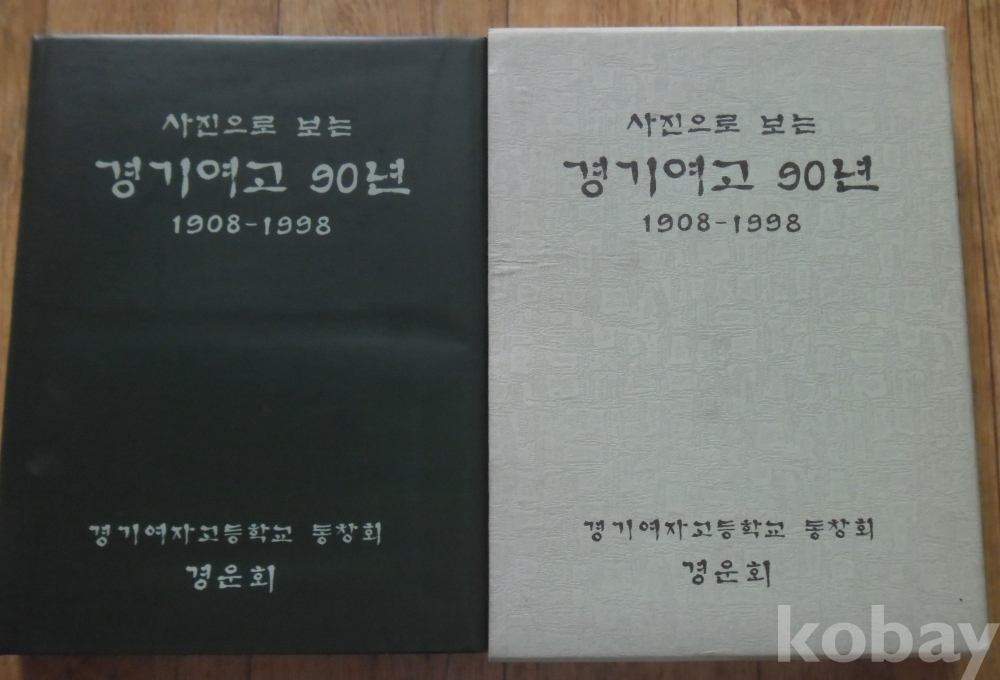 사진으로 보는
경기여고 90년
1908-1998
경기여자고등학교 동창회
경운회
사진으로 보는
경기여고 90년
1908-1998
경기여자고등학교 동창회
경운회
kobay